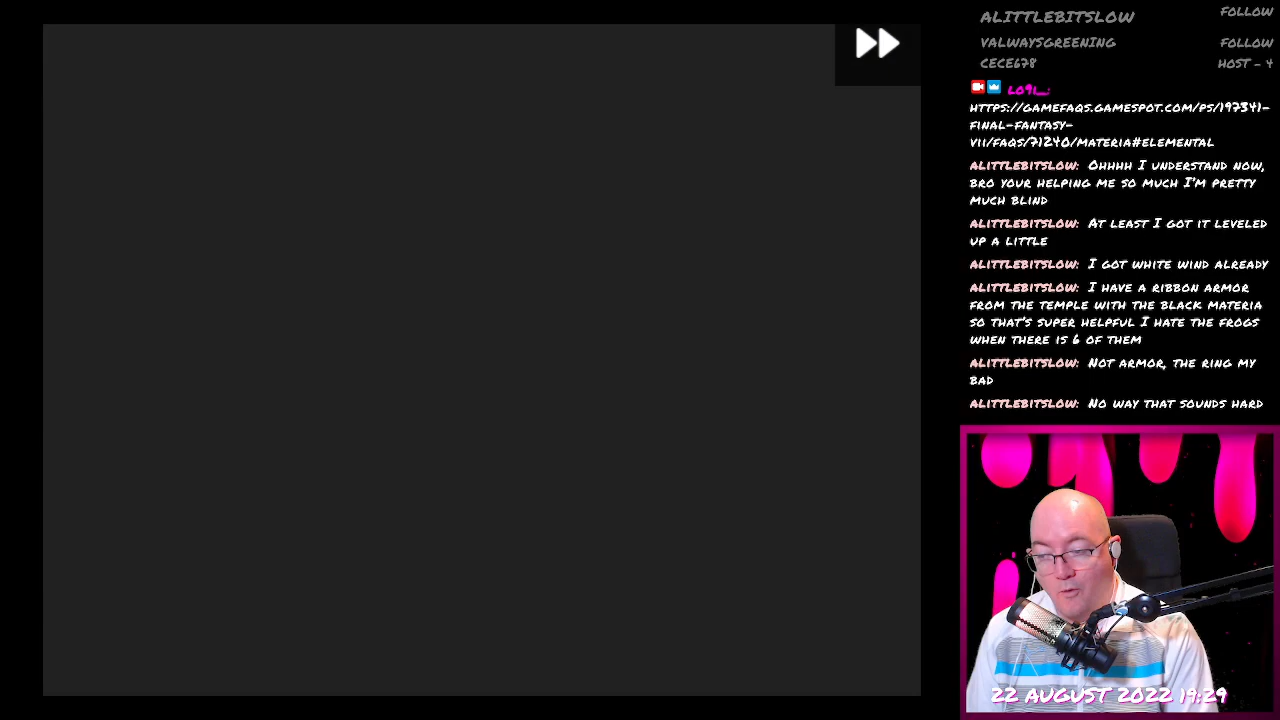 ALITTLEBITSLOW FOLLOW
VALWAYSGREENING FOLLOW
CECE678 HOST - 4
LO9I_:
HTTPS://GAMEFAQS.GAMESPOT.COM/PS/197341-
FINAL-FANTASY-
VII/FAQS/71240/MATERIA#ELEMENTAL
ALITTLEBITSLOW: OHHHH I UNDERSTAND NOW,
BRO YOUR HELPING ME SO MUCH I'M PRETTY
MUCH BLIND
ALITTLEBITSLOW: AT LEAST I GOT IT LEVELED
UP A LITTLE
ALITTLEBITSLOW: I GOT WHITE WIND ALREADY
ALITTLEBITSLOW: I HAVE A RIBBON ARMOR
FROM THE TEMPLE WITH THE BLACK MATERIA
SO THAT'S SUPER HELPFUL I HATE THE FROGS
WHEN THERE IS 6 OF THEM
ALITTLEBITSLOW: NOT ARMOR, THE RING MY
BAD
ALITTLEBITSLOW: NO WAY THAT SOUNDS HARD
22 AUGUST 2022 19:29